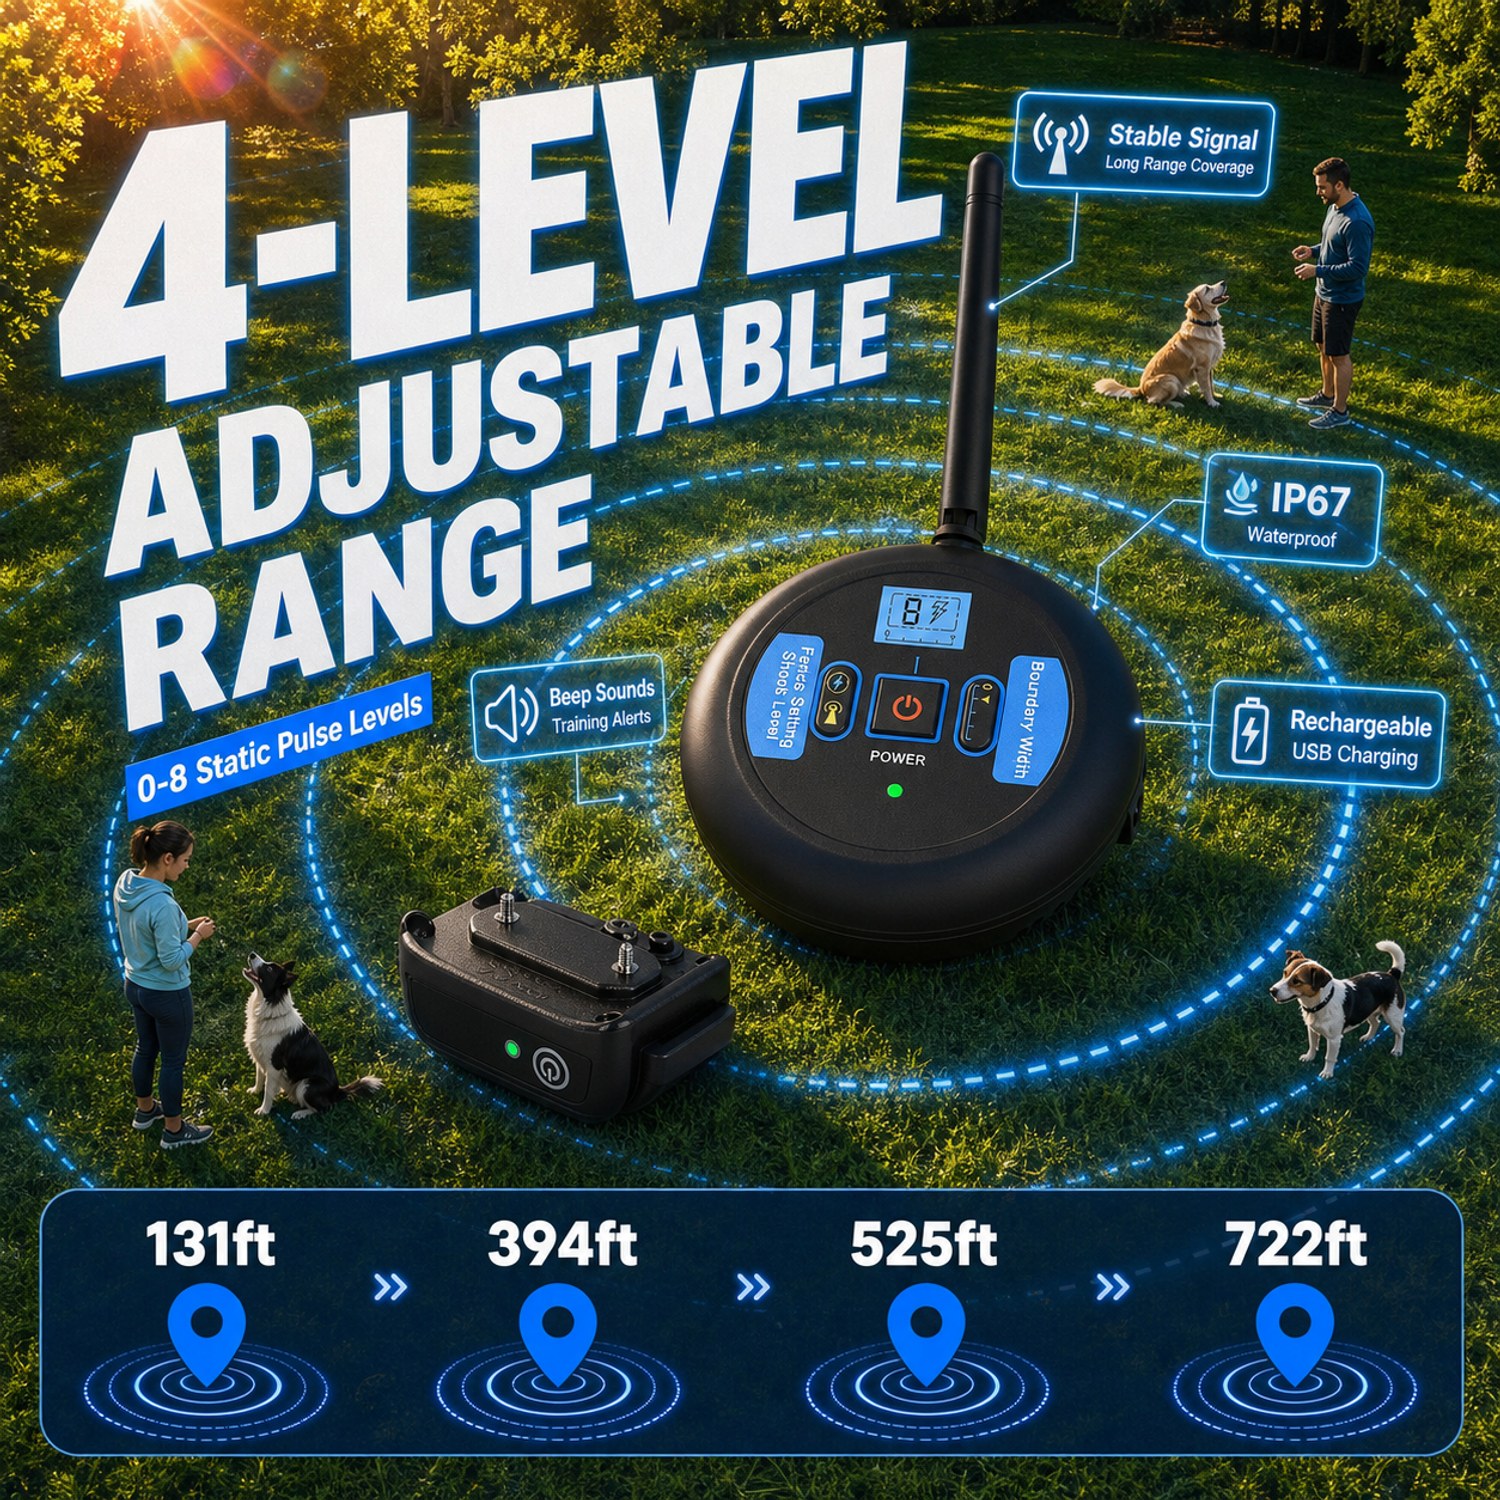 4-LEVEL
ADJUSTABLE
RANGE
0-8 Static Pulse Levels
Stable Signal
Long Range Coverage
IP67
Waterproof
Beep Sounds
Training Alerts
Rechargeable
USB Charging
8
Boundary Width
POWER
131ft
394ft
525ft
722ft